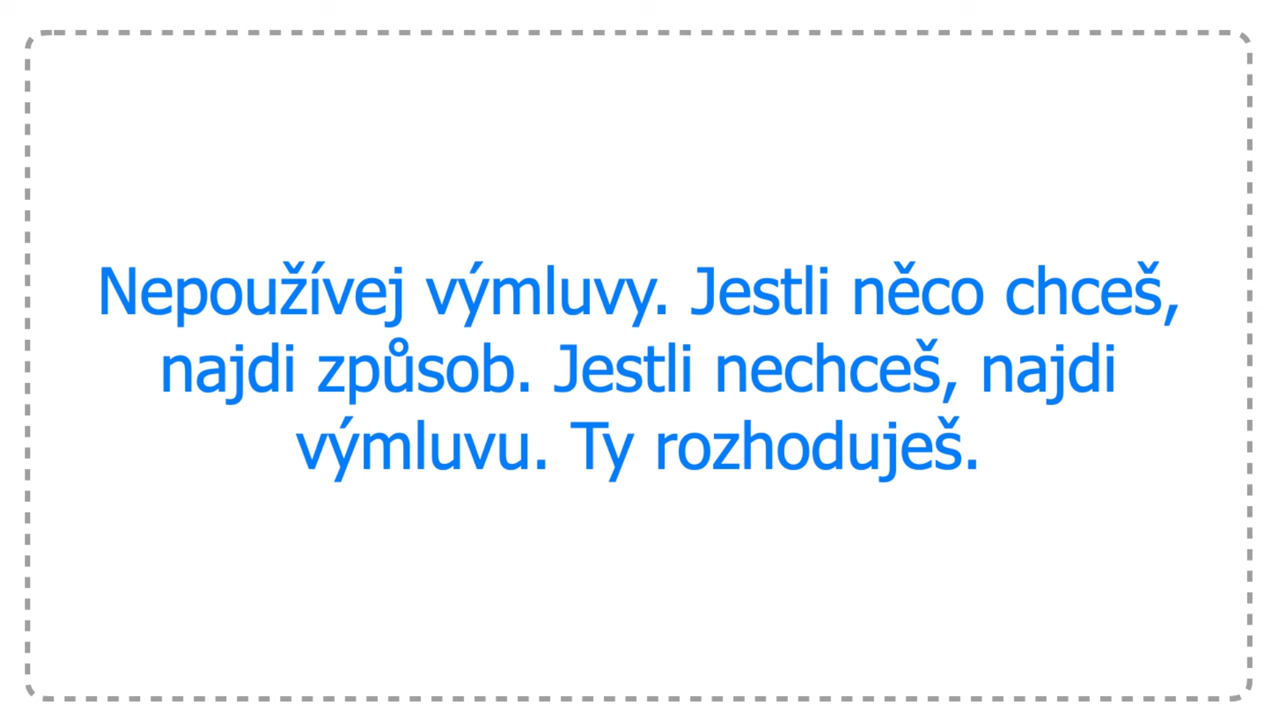 Nepoužívej výmluvy. Jestli něco chceš,
najdi způsob. Jestli nechceš, najdi
výmluvu. Ty rozhoduješ.